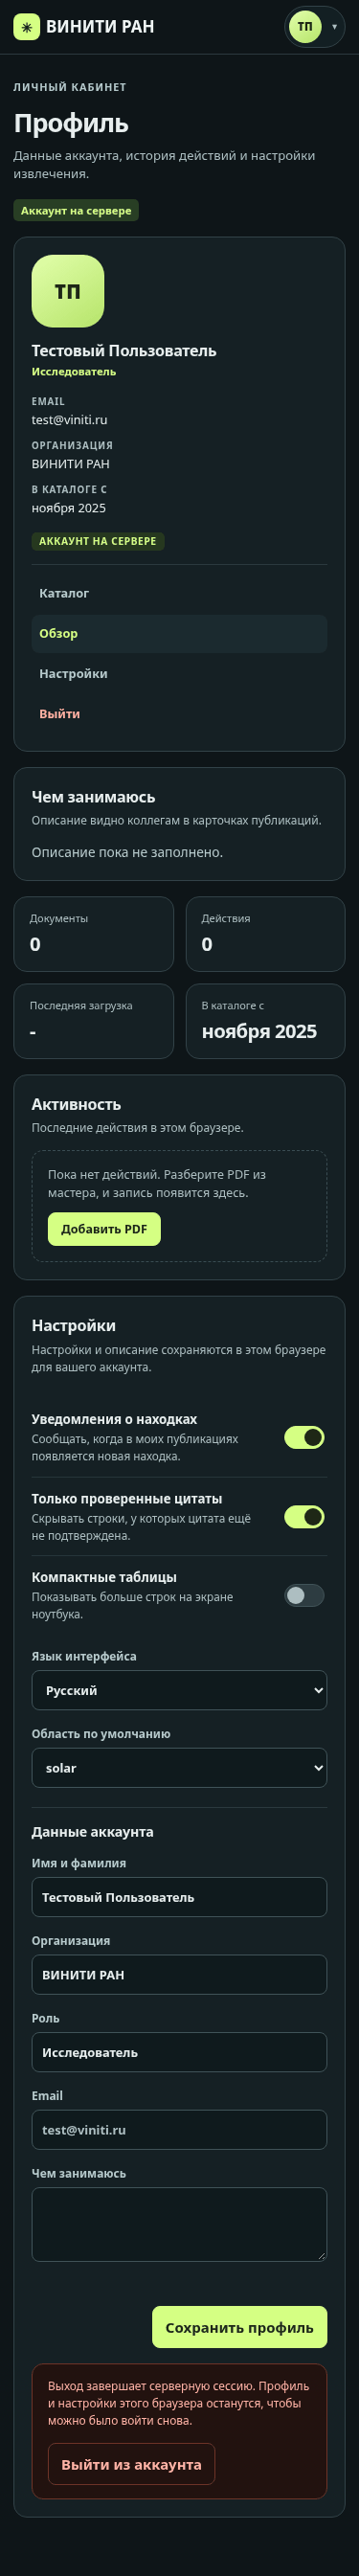 ВИНИТИ РАН
ТП
ЛИЧНЫЙ КАБИНЕТ
Профиль
Данные аккаунта, история действий и настройки
извлечения.
Аккаунт на сервере
ТП
Тестовый Пользователь
Исследователь
EMAIL
test@viniti.ru
ОРГАНИЗАЦИЯ
ВИНИТИ РАН
В КАТАЛОГЕ С
ноября 2025
АККАУНТ НА СЕРВЕРЕ
Каталог
Обзор
Настройки
Выйти
Чем занимаюсь
Описание видно коллегам в карточках публикаций.
Описание пока не заполнено.
Документы
0
Действия
0
Последняя загрузка
-
В каталоге с
ноября 2025
Активность
Последние действия в этом браузере.
Пока нет действий. Разберите PDF из
мастера, и запись появится здесь.
Добавить PDF
Настройки
Настройки и описание сохраняются в этом браузере
для вашего аккаунта.
Уведомления о находках
Сообщать, когда в моих публикациях
появляется новая находка.
Только проверенные цитаты
Скрывать строки, у которых цитата ещё
не подтверждена.
Компактные таблицы
Показывать больше строк на экране
ноутбука.
Язык интерфейса
Русский
Область по умолчанию
solar
Данные аккаунта
Имя и фамилия
Тестовый Пользователь
Организация
ВИНИТИ РАН
Роль
Исследователь
Email
test@viniti.ru
Чем занимаюсь
Сохранить профиль
Выход завершает серверную сессию. Профиль
и настройки этого браузера останутся, чтобы
можно было войти снова.
Выйти из аккаунта